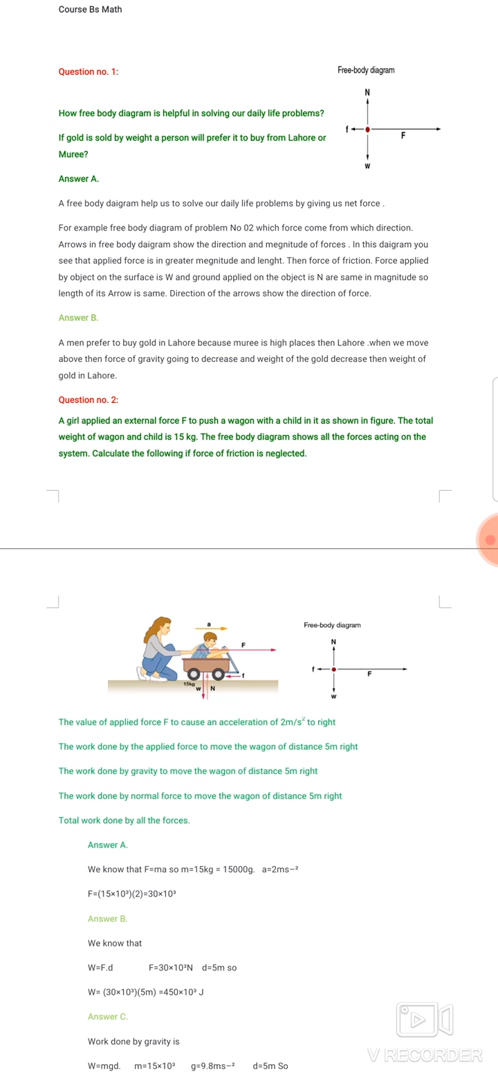 Course Bs Math
Question no. 1:
Free-body diagram
N
f
F
W
How free body diagram is helpful in solving our daily life problems?
If gold is sold by weight a person will prefer it to buy from Lahore or
Muree?
Answer A.
A free body daigram help us to solve our daily life problems by giving us net force .
For example free body diagram of problem No 02 which force come from which direction.
Arrows in free body daigram show the direction and megnitude of forces . In this daigram you
see that applied force is in greater megnitude and lenght. Then force of friction. Force applied
by object on the surface is W and ground applied on the object is N are same in magnitude so
length of its Arrow is same. Direction of the arrows show the direction of force.
Answer B.
A men prefer to buy gold in Lahore because muree is high places then Lahore .when we move
above then force of gravity going to decrease and weight of the gold decrease then weight of
gold in Lahore.
Question no. 2:
A girl applied an external force F to push a wagon with a child in it as shown in figure. The total
weight of wagon and child is 15 kg. The free body diagram shows all the forces acting on the
system. Calculate the following if force of friction is neglected.
a
F
f
15kg
W
N
Free-body diagram
N
f
F
W
The value of applied force F to cause an acceleration of 2m/s² to right
The work done by the applied force to move the wagon of distance 5m right
The work done by gravity to move the wagon of distance 5m right
The work done by normal force to move the wagon of distance 5m right
Total work done by all the forces.
Answer A.
We know that F=ma so m=15kg = 15000g. a=2ms−²
F=(15×10³)(2)=30×10³
Answer B.
We know that
W=F.d F=30×10³N d=5m so
W= (30×10³)(5m) =450×10³ J
Answer C.
Work done by gravity is
W=mgd. m=15×10³ g=9.8ms−² d=5m So
V RECORDER